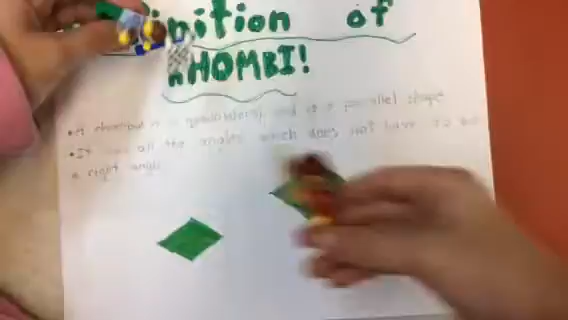 of
RHOMBI!
• A rhombus is a quadrilateral and is a parallel shape
• It has all the angles which does not have to be
a right angle